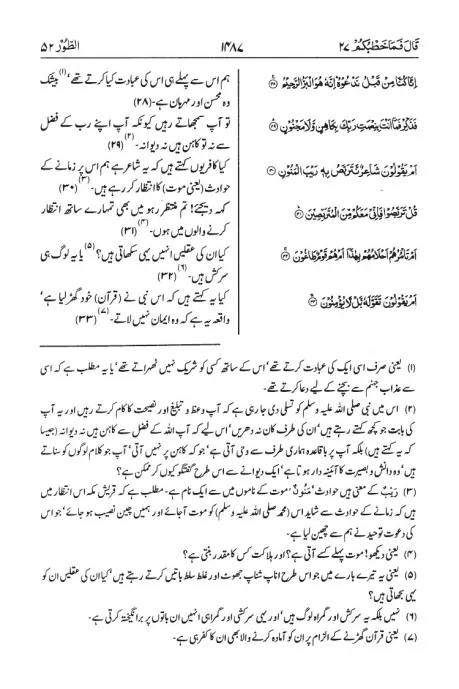 قَالَ فَمَا خَطْبُكُمْ ٢٧
١٤٨٧
الطُّوْر ٥٢
اِنَّا كُنَّا مِنْ قَبْلُ نَدْعُوْهُ اِنَّهٗ هُوَ الْبَرُّ الرَّحِيْمُ ۟
فَذَكِّرْ فَمَآ اَنْتَ بِنِعْمَتِ رَبِّكَ بِكَاهِنٍ وَّلَا مَجْنُوْنٍ ۟
اَمْ يَقُوْلُوْنَ شَاعِرٌ نَّتَرَبَّصُ بِهٖ رَيْبَ الْمَنُوْنِ ۟
قُلْ تَرَبَّصُوْا فَاِنِّيْ مَعَكُمْ مِّنَ الْمُتَرَبِّصِيْنَ ۟
اَمْ تَاْمُرُهُمْ اَحْلَامُهُمْ بِهٰذَآ اَمْ هُمْ قَوْمٌ طَاغُوْنَ ۟
اَمْ يَقُوْلُوْنَ تَقَوَّلَهٗ بَلْ لَّا يُؤْمِنُوْنَ ۟
ہم اس سے پہلے ہی اس کی عبادت کیا کرتے تھے،(۱) بیشک
وہ محسن اور مہربان ہے۔ (۲۸)
تو آپ سمجھاتے رہیں کیونکہ آپ اپنے رب کے فضل
سے نہ تو کاہن ہیں نہ دیوانہ۔(۲) (۲۹)
کیا کافر یوں کہتے ہیں کہ یہ شاعر ہے ہم اس پر زمانے کے
حوادث (یعنی موت) کا انتظار کر رہے ہیں۔(۳) (۳۰)
کہہ دیجئے! تم منتظر رہو میں بھی تمہارے ساتھ انتظار
کرنے والوں میں ہوں۔(۴) (۳۱)
کیا ان کی عقلیں انہیں یہی سکھاتی ہیں؟(۵) یا یہ لوگ ہی
سرکش ہیں۔(۶) (۳۲)
کیا یہ کہتے ہیں کہ اس نبی نے (قرآن) خود گھڑ لیا ہے،
واقعہ یہ ہے کہ وہ ایمان نہیں لاتے۔(۷) (۳۳)
(۱) یعنی صرف اسی ایک کی عبادت کرتے تھے، اس کے ساتھ کسی کو شریک نہیں ٹھہراتے تھے، یا یہ مطلب ہے کہ اسی
سے عذاب جہنم سے بچنے کے لیے دعا کرتے تھے۔
(۲) اس میں نبی صلی اللہ علیہ وسلم کو تسلی دی جا رہی ہے کہ آپ وعظ و تبلیغ اور نصیحت کا کام کرتے رہیں اور یہ آپ
کی بابت جو کچھ کہتے رہتے ہیں، ان کی طرف کان نہ دھریں، اس لیے کہ آپ اللہ کے فضل سے کاہن ہیں نہ دیوانہ (جیسا
کہ یہ کہتے ہیں) بلکہ آپ پر باقاعدہ ہماری طرف سے وحی آتی ہے، جو کہ کاہن پر نہیں آتی، آپ جو کلام لوگوں کو سناتے
ہیں، وہ دانش و بصیرت کا آئینہ دار ہوتا ہے، ایک دیوانے سے اس طرح گفتگو کیوں کر ممکن ہے؟
(۳) رَيْبٌ کے معنی ہیں حوادث، مَنُونٌ، موت کے ناموں میں سے ایک نام ہے۔ مطلب ہے کہ قریش مکہ اس انتظار میں
ہیں کہ زمانے کے حوادث سے شاید اس (محمد صلی اللہ علیہ وسلم) کو موت آجائے اور ہمیں چین نصیب ہو جائے، جو اس
کی دعوت توحید نے ہم سے چھین لیا ہے۔
(۴) یعنی دیکھو! موت پہلے کسے آتی ہے؟ اور ہلاکت کس کا مقدر بنتی ہے؟
(۵) یعنی یہ تیرے بارے میں جو اس طرح اناپ شناپ جھوٹ اور غلط سلط باتیں کرتے رہتے ہیں، کیا ان کی عقلیں ان کو
یہی سجھاتی ہیں؟
(۶) نہیں بلکہ یہ سرکش اور گمراہ لوگ ہیں، اور یہی سرکشی اور گمراہی انہیں ان باتوں پر برانگیختہ کرتی ہے۔
(۷) یعنی قرآن گھڑنے کے الزام پر ان کو آمادہ کرنے والا بھی ان کا کفر ہی ہے۔